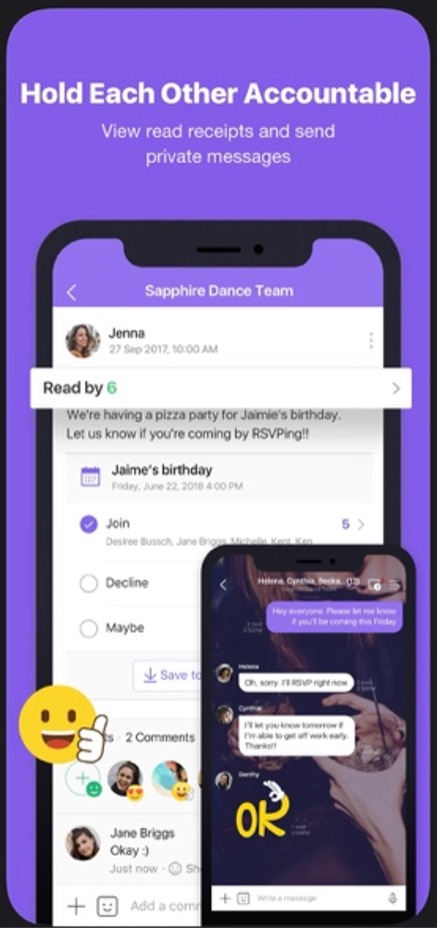 Hold Each Other Accountable
View read receipts and send
private messages
Sapphire Dance Team
Jenna
27 Sep 2017, 10:00 AM
Read by 6
We're having a pizza party for Jaimie's birthday.
Let us know if you're coming by RSVPing!!
Jaime's birthday
Friday, June 22, 2018 4:00 PM
Join
5
Desiree Bussch, Jane Briggs, Michelle, Kent, Ken
Decline
Maybe
Save to
2 Comments
Jane Briggs
Okay :)
Just now · Sh
Add a comm
Helena, Cynthia, Becka..
Hey everyone. Please let me know
if you'll be coming this Friday
Helena
Oh, sorry. I'll RSVP right now
Cynthia
I'll let you know tomorrow if
I'm able to get off work early.
Thanks!!
OK
Write a message